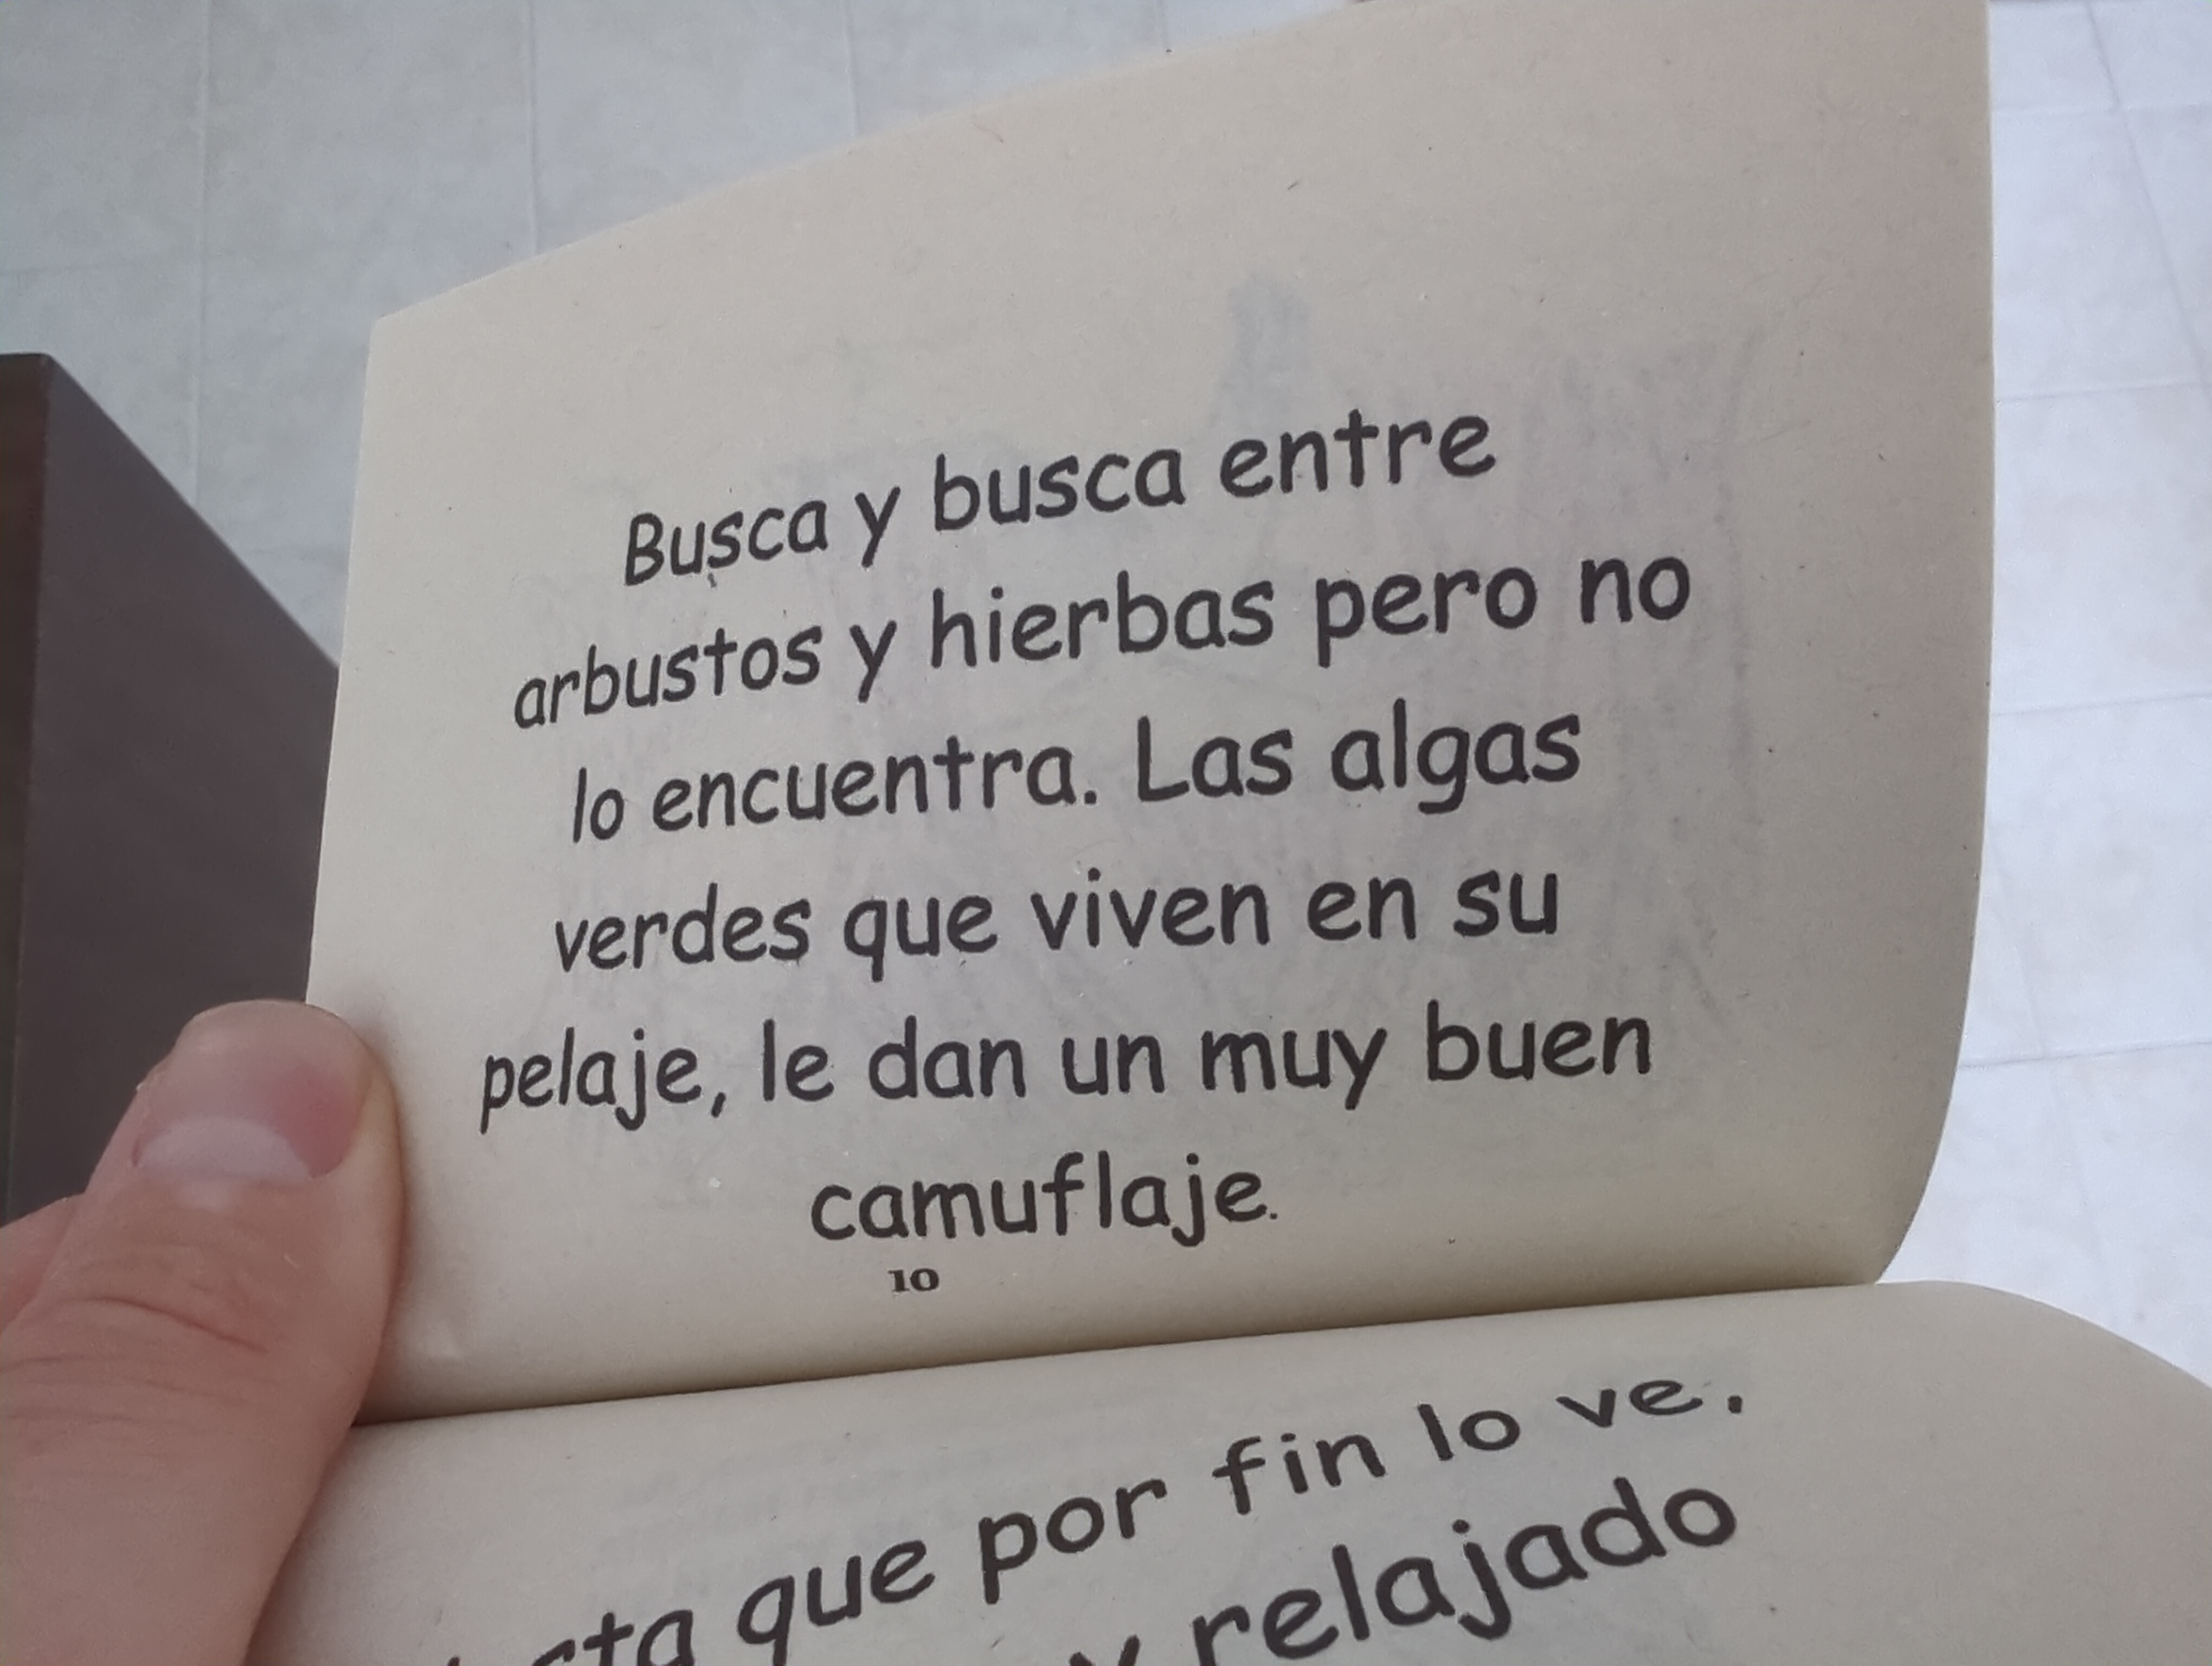 Busca y busca entre
arbustos y hierbas pero no
lo encuentra. Las algas
verdes que viven en su
pelaje, le dan un muy buen
camuflaje.
10
que por fin lo ve.
y relajado